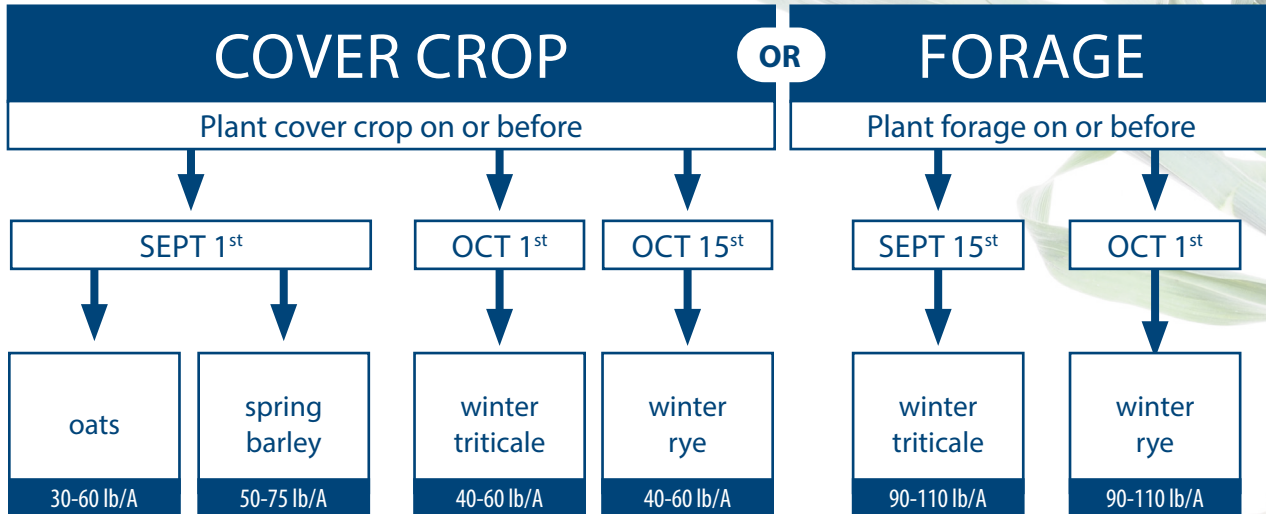 COVER CROP OR FORAGE
Plant cover crop on or before
Plant forage on or before
SEPT 1st
OCT 1st
OCT 15st
SEPT 15st
OCT 1st
oats
spring
barley
winter
triticale
winter
rye
winter
triticale
winter
rye
30-60 lb/A
50-75 lb/A
40-60 lb/A
40-60 lb/A
90-110 lb/A
90-110 lb/A